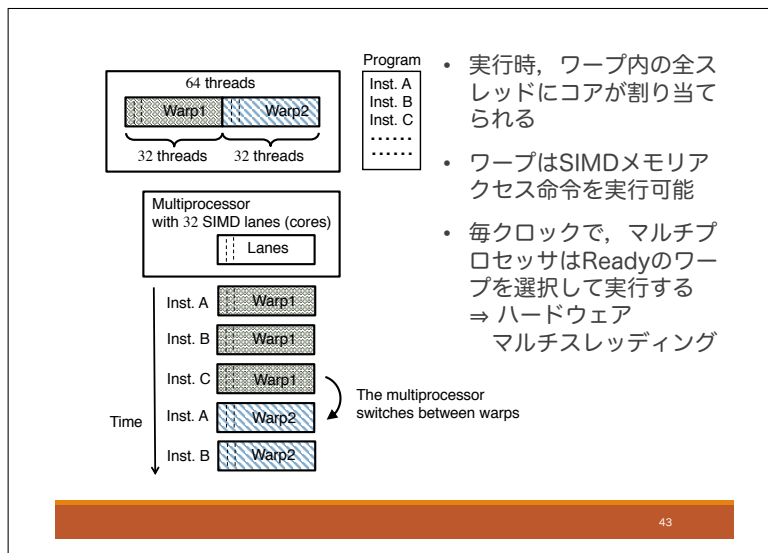 64 threads
Warp1
Warp2
32 threads
32 threads
Program
Inst. A
Inst. B
Inst. C
......
......
Multiprocessor
with 32 SIMD lanes (cores)
Lanes
Time
Inst. A
Warp1
Inst. B
Warp1
Inst. C
Warp1
Inst. A
Warp2
Inst. B
Warp2
The multiprocessor
switches between warps
• 実行時，ワープ内の全ス
レッドにコアが割り当て
られる
• ワープはSIMDメモリア
クセス命令を実行可能
• 毎クロックで，マルチプ
ロセッサはReadyのワー
プを選択して実行する
⇒ ハードウェア
マルチスレッディング
43